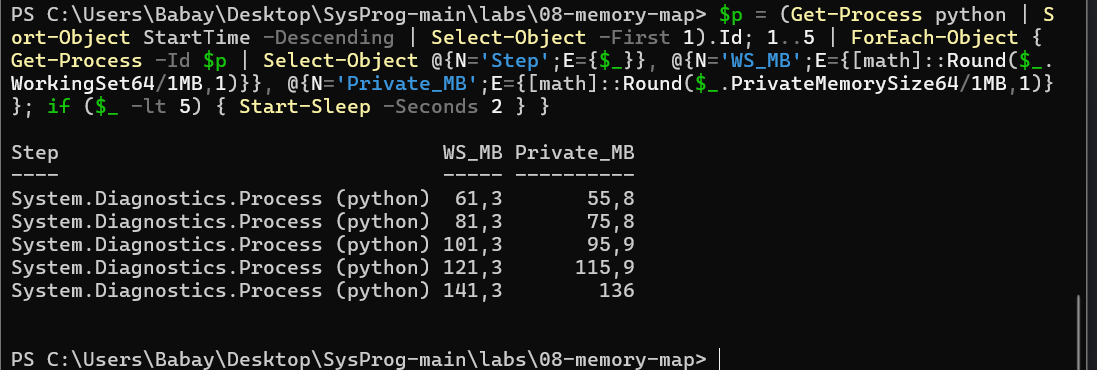 PS C:\Users\Babay\Desktop\SysProg-main\labs\08-memory-map> $p = (Get-Process python | S
ort-Object StartTime -Descending | Select-Object -First 1).Id; 1..5 | ForEach-Object {
Get-Process -Id $p | Select-Object @{N='Step';E={$_}}, @{N='WS_MB';E={[math]::Round($_.
WorkingSet64/1MB,1)}}, @{N='Private_MB';E={[math]::Round($_.PrivateMemorySize64/1MB,1)}
}; if ($_ -lt 5) { Start-Sleep -Seconds 2 } }
Step WS_MB Private_MB
---- ----- ----------
System.Diagnostics.Process (python) 61,3 55,8
System.Diagnostics.Process (python) 81,3 75,8
System.Diagnostics.Process (python) 101,3 95,9
System.Diagnostics.Process (python) 121,3 115,9
System.Diagnostics.Process (python) 141,3 136
PS C:\Users\Babay\Desktop\SysProg-main\labs\08-memory-map>